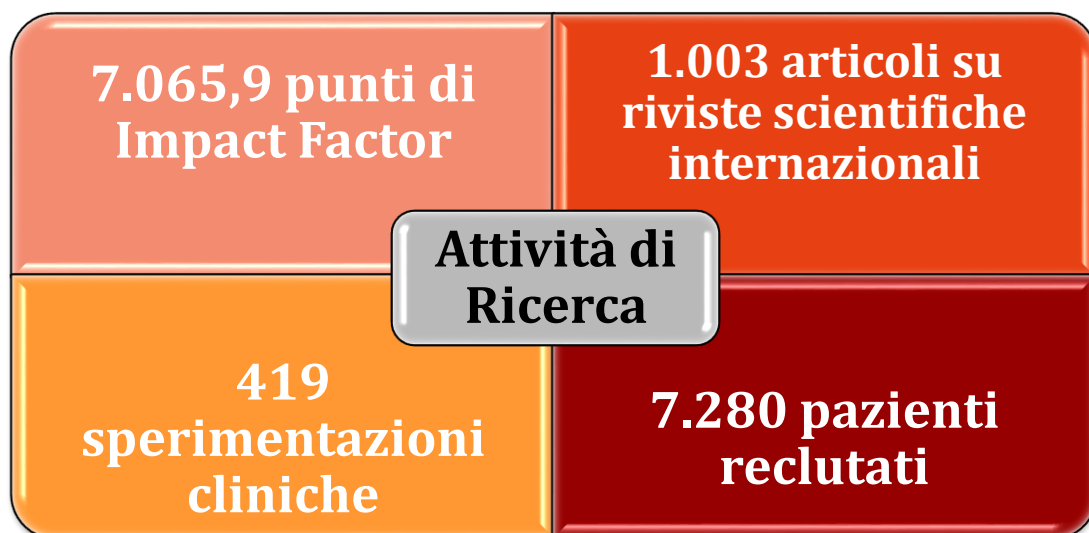 7.065,9 punti di
Impact Factor
1.003 articoli su
riviste scientifiche
internazionali
Attività di
Ricerca
419
sperimentazioni
cliniche
7.280 pazienti
reclutati